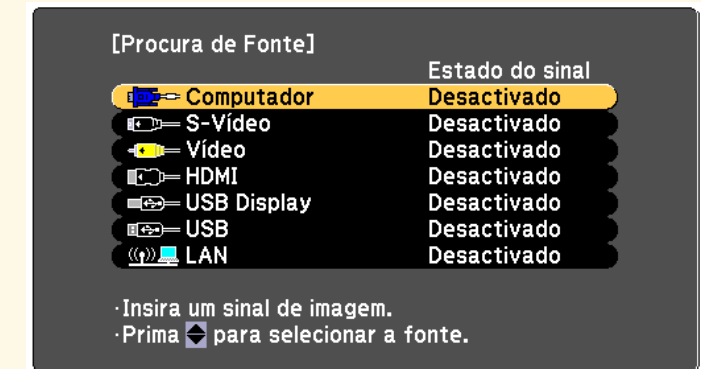 [Procura de Fonte]
Estado do sinal
Computador Desactivado
S-Vídeo Desactivado
Vídeo Desactivado
HDMI Desactivado
USB Display Desactivado
USB Desactivado
LAN Desactivado
·Insira um sinal de imagem.
·Prima para selecionar a fonte.